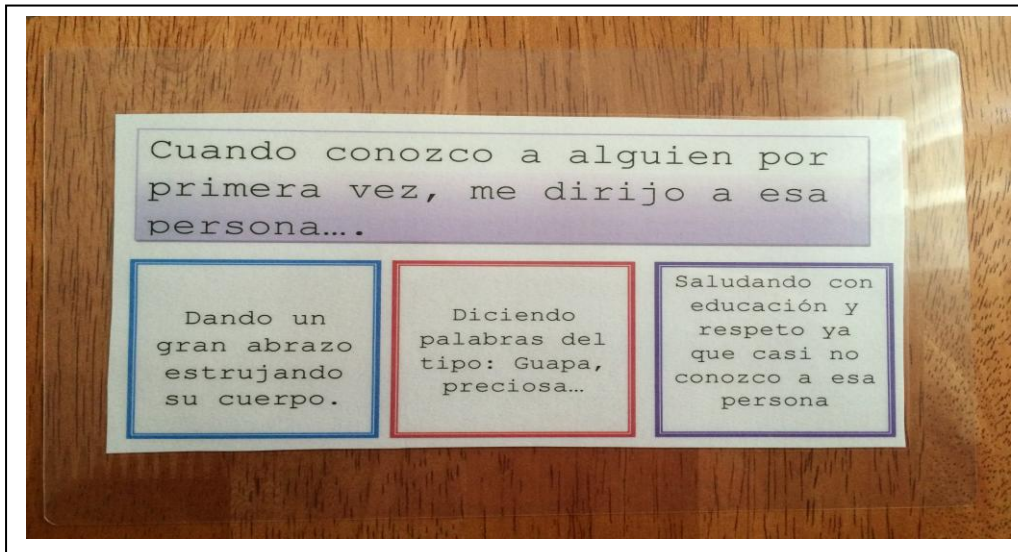 Cuando conozco a alguien por
primera vez, me dirijo a esa
persona….
Dando un
gran abrazo
estrujando
su cuerpo.
Diciendo
palabras del
tipo: Guapa,
preciosa…
Saludando con
educación y
respeto ya
que casi no
conozco a esa
persona